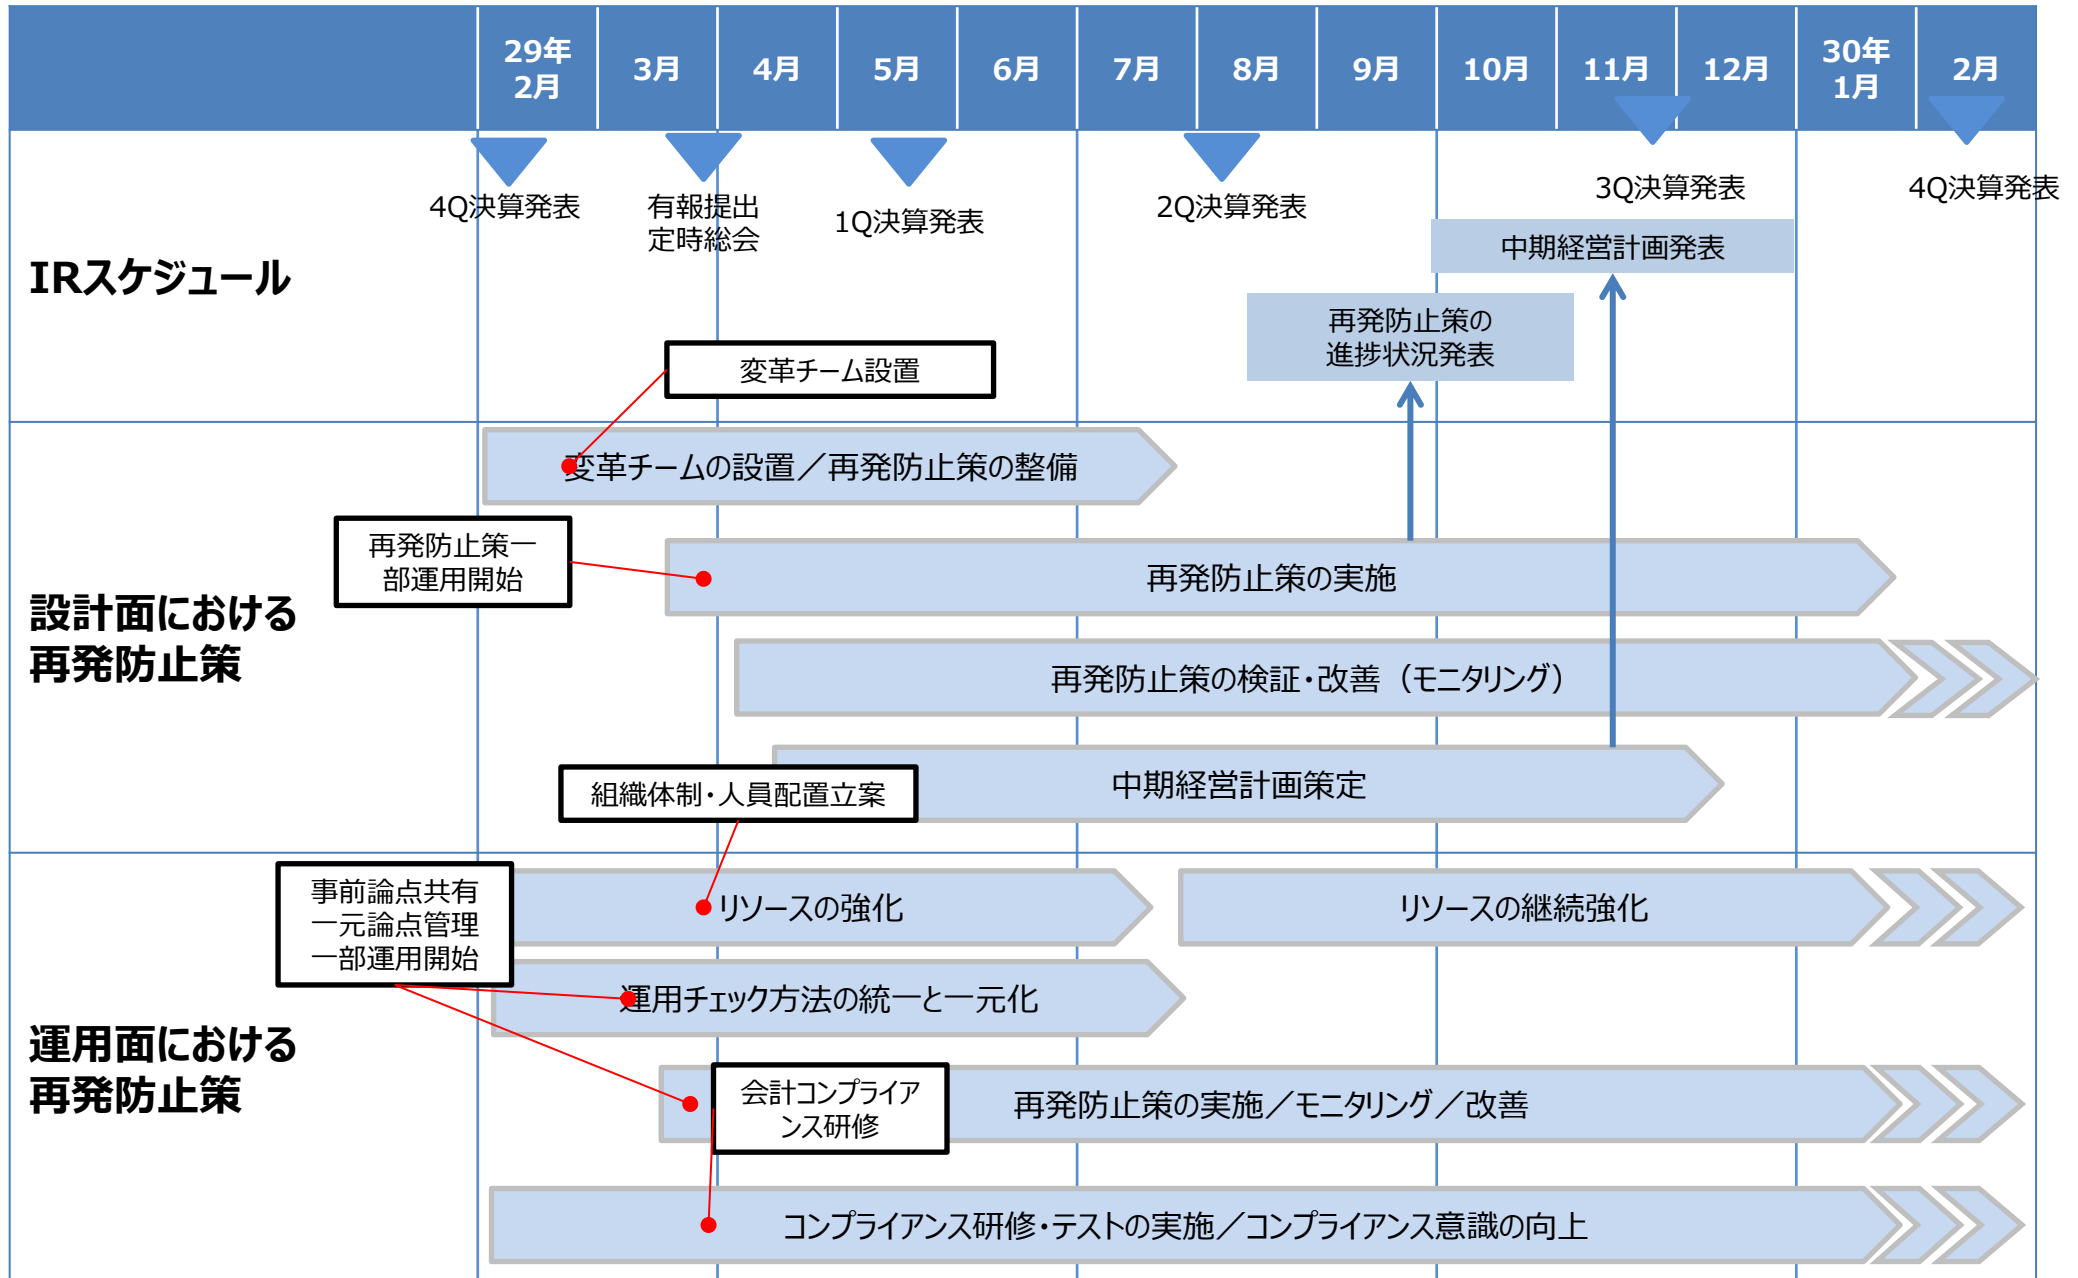 29年
2月
3月
4月
5月
6月
7月
8月
9月
10月
11月
12月
30年
1月
2月
IRスケジュール
4Q決算発表
有報提出
定時総会
1Q決算発表
2Q決算発表
3Q決算発表
4Q決算発表
中期経営計画発表
再発防止策の
進捗状況発表
変革チーム設置
設計面における
再発防止策
変革チームの設置／再発防止策の整備
再発防止策一
部運用開始
再発防止策の実施
再発防止策の検証・改善（モニタリング）
中期経営計画策定
組織体制・人員配置立案
運用面における
再発防止策
事前論点共有
一元論点管理
一部運用開始
リソースの強化
リソースの継続強化
運用チェック方法の統一と一元化
会計コンプライア
ンス研修
再発防止策の実施／モニタリング／改善
コンプライアンス研修・テストの実施／コンプライアンス意識の向上